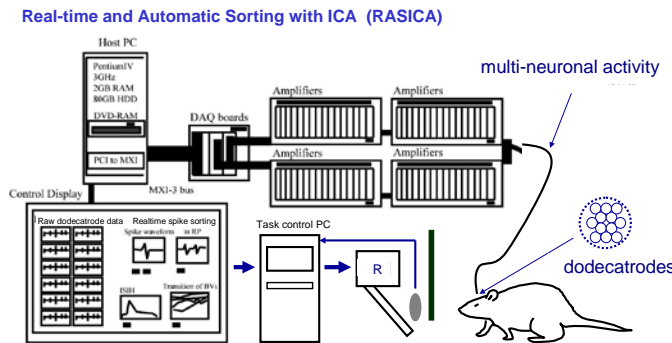 Real-time and Automatic Sorting with ICA (RASICA)
Host PC
PentiumIV
3GHz
2GB RAM
80GB HDD
DVD-RAM
PCI to MXI
DAQ boards
MXI-3 bus
Amplifiers
Amplifiers
Amplifiers
Amplifiers
multi-neuronal activity
Control Display
Raw dodecatrode data
Realtime spike sorting
Spike waveform
in RP
ISIH
Transition of BVs
Task control PC
R
dodecatrodes